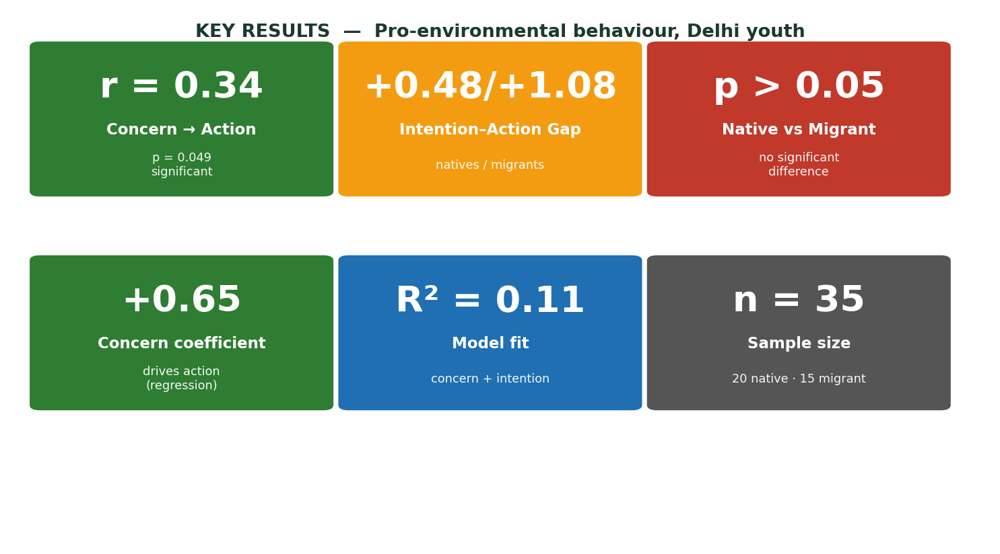 KEY RESULTS — Pro-environmental behaviour, Delhi youth
r = 0.34
Concern → Action
p = 0.049
significant
+0.48/+1.08
Intention–Action Gap
natives / migrants
p > 0.05
Native vs Migrant
no significant
difference
+0.65
Concern coefficient
drives action
(regression)
R² = 0.11
Model fit
concern + intention
n = 35
Sample size
20 native · 15 migrant